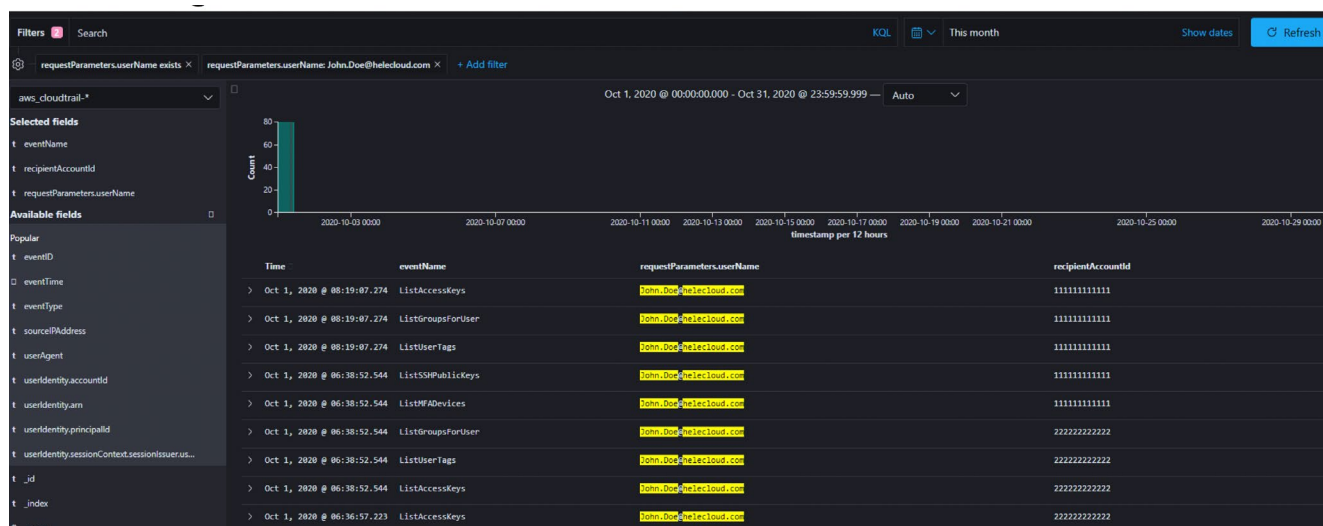 Filters 2 Search KQL This month Show dates Refresh
requestParameters.userName exists × requestParameters.userName: John.Doe@helecloud.com × + Add filter
aws_cloudtrail-*
Oct 1, 2020 @ 00:00:00.000 - Oct 31, 2020 @ 23:59:59.999 — Auto
Selected fields
t eventName
t recipientAccountId
t requestParameters.userName
Available fields
Popular
t eventID
eventTime
t eventType
t sourceIPAddress
t userAgent
t userIdentity.accountId
t userIdentity.arn
t userIdentity.principalId
t userIdentity.sessionContext.sessionIssuer.us...
t _id
t _index
Count
80
60
40
20
0
2020-10-03 00:00 2020-10-07 00:00 2020-10-11 00:00 2020-10-13 00:00 2020-10-15 00:00 2020-10-17 00:00 2020-10-19 00:00 2020-10-21 00:00 2020-10-25 00:00 2020-10-29 00:00
timestamp per 12 hours
Time eventName requestParameters.userName recipientAccountId
> Oct 1, 2020 @ 08:19:07.274 ListAccessKeys John.Doe@helecloud.com 111111111111
> Oct 1, 2020 @ 08:19:07.274 ListGroupsForUser John.Doe@helecloud.com 111111111111
> Oct 1, 2020 @ 08:19:07.274 ListUserTags John.Doe@helecloud.com 111111111111
> Oct 1, 2020 @ 06:38:52.544 ListSSHPublicKeys John.Doe@helecloud.com 111111111111
> Oct 1, 2020 @ 06:38:52.544 ListMFADevices John.Doe@helecloud.com 111111111111
> Oct 1, 2020 @ 06:38:52.544 ListGroupsForUser John.Doe@helecloud.com 222222222222
> Oct 1, 2020 @ 06:38:52.544 ListUserTags John.Doe@helecloud.com 222222222222
> Oct 1, 2020 @ 06:38:52.544 ListAccessKeys John.Doe@helecloud.com 222222222222
> Oct 1, 2020 @ 06:36:57.223 ListAccessKeys John.Doe@helecloud.com 222222222222